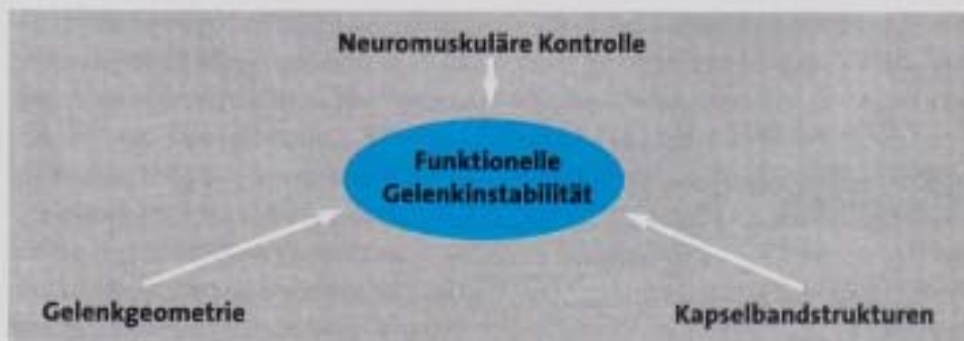 Neuromuskuläre Kontrolle
Funktionelle
Gelenkinstabilität
Gelenkgeometrie
Kapselbandstrukturen